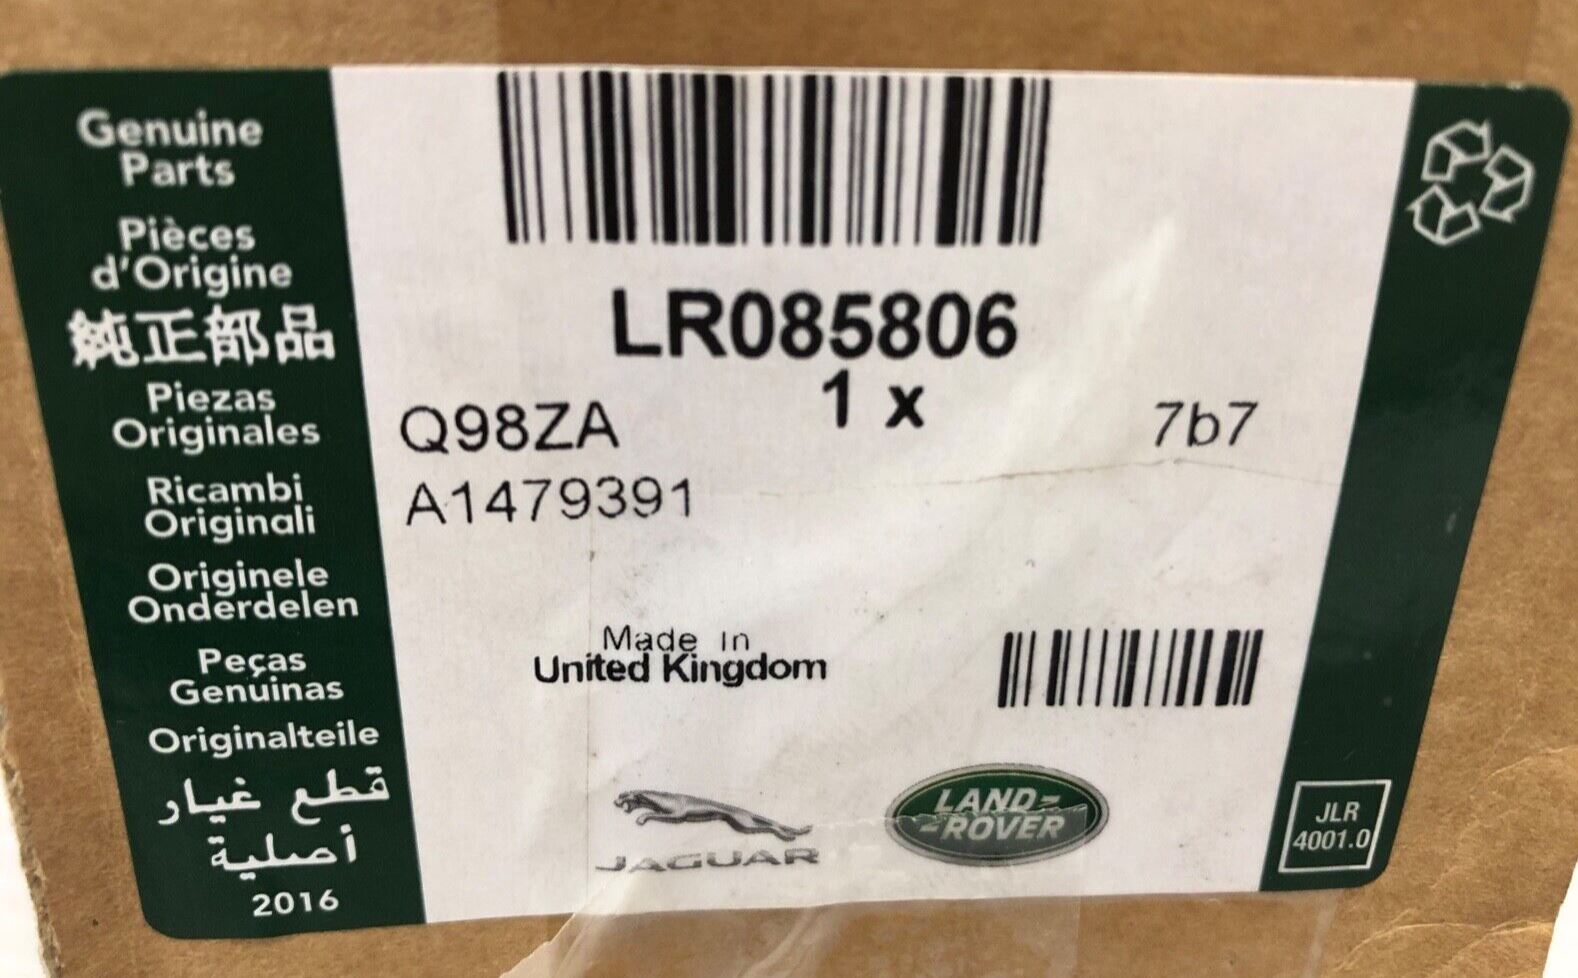 Genuine
Parts
Pièces
d'Origine
純正部品
Piezas
Originales
Ricambi
Originali
Originele
Onderdelen
Peças
Genuinas
Originalteile
قطع غيار
أصلية
2016
LR085806
1 x
Q98ZA
7b7
A1479391
Made in
United Kingdom
JAGUAR
LAND-
-ROVER
JLR
4001.0